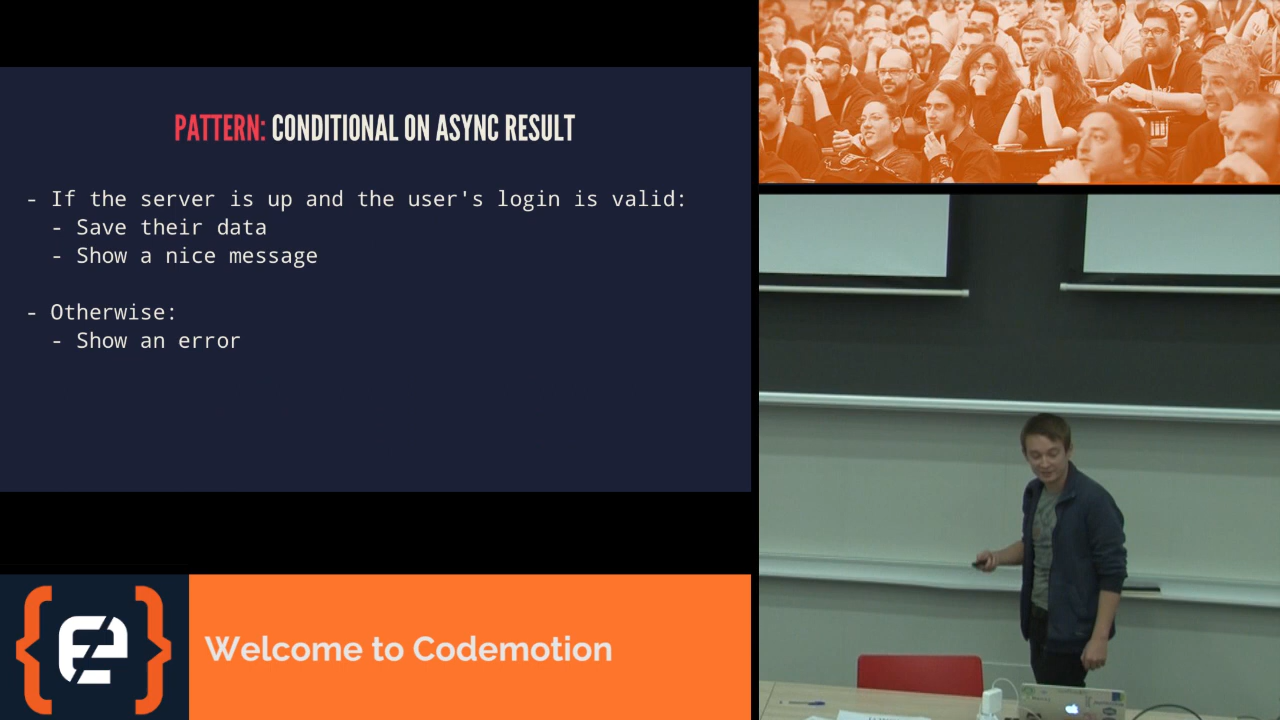 PATTERN: CONDITIONAL ON ASYNC RESULT
- If the server is up and the user's login is valid:
- Save their data
- Show a nice message
- Otherwise:
- Show an error
Welcome to Codemotion